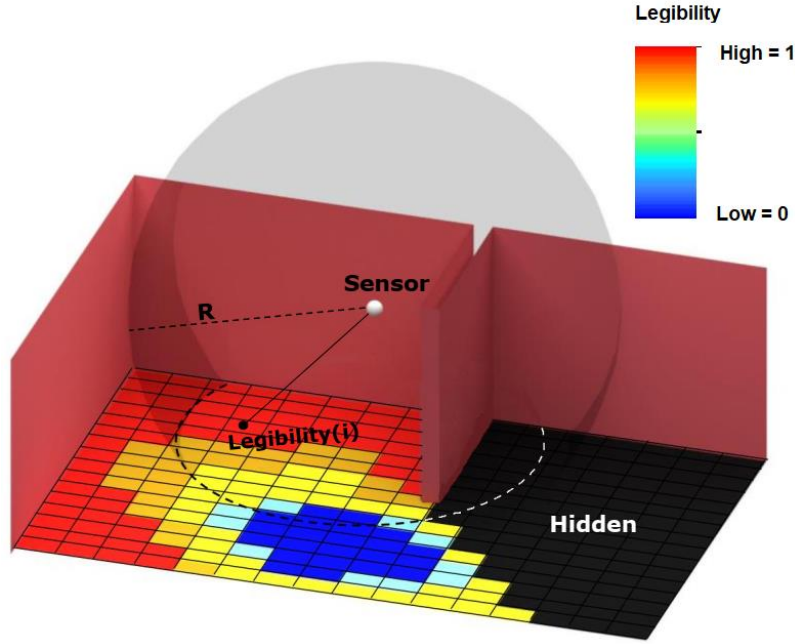 Legibility
High = 1
Low = 0
Sensor
R
Legibility(i)
Hidden